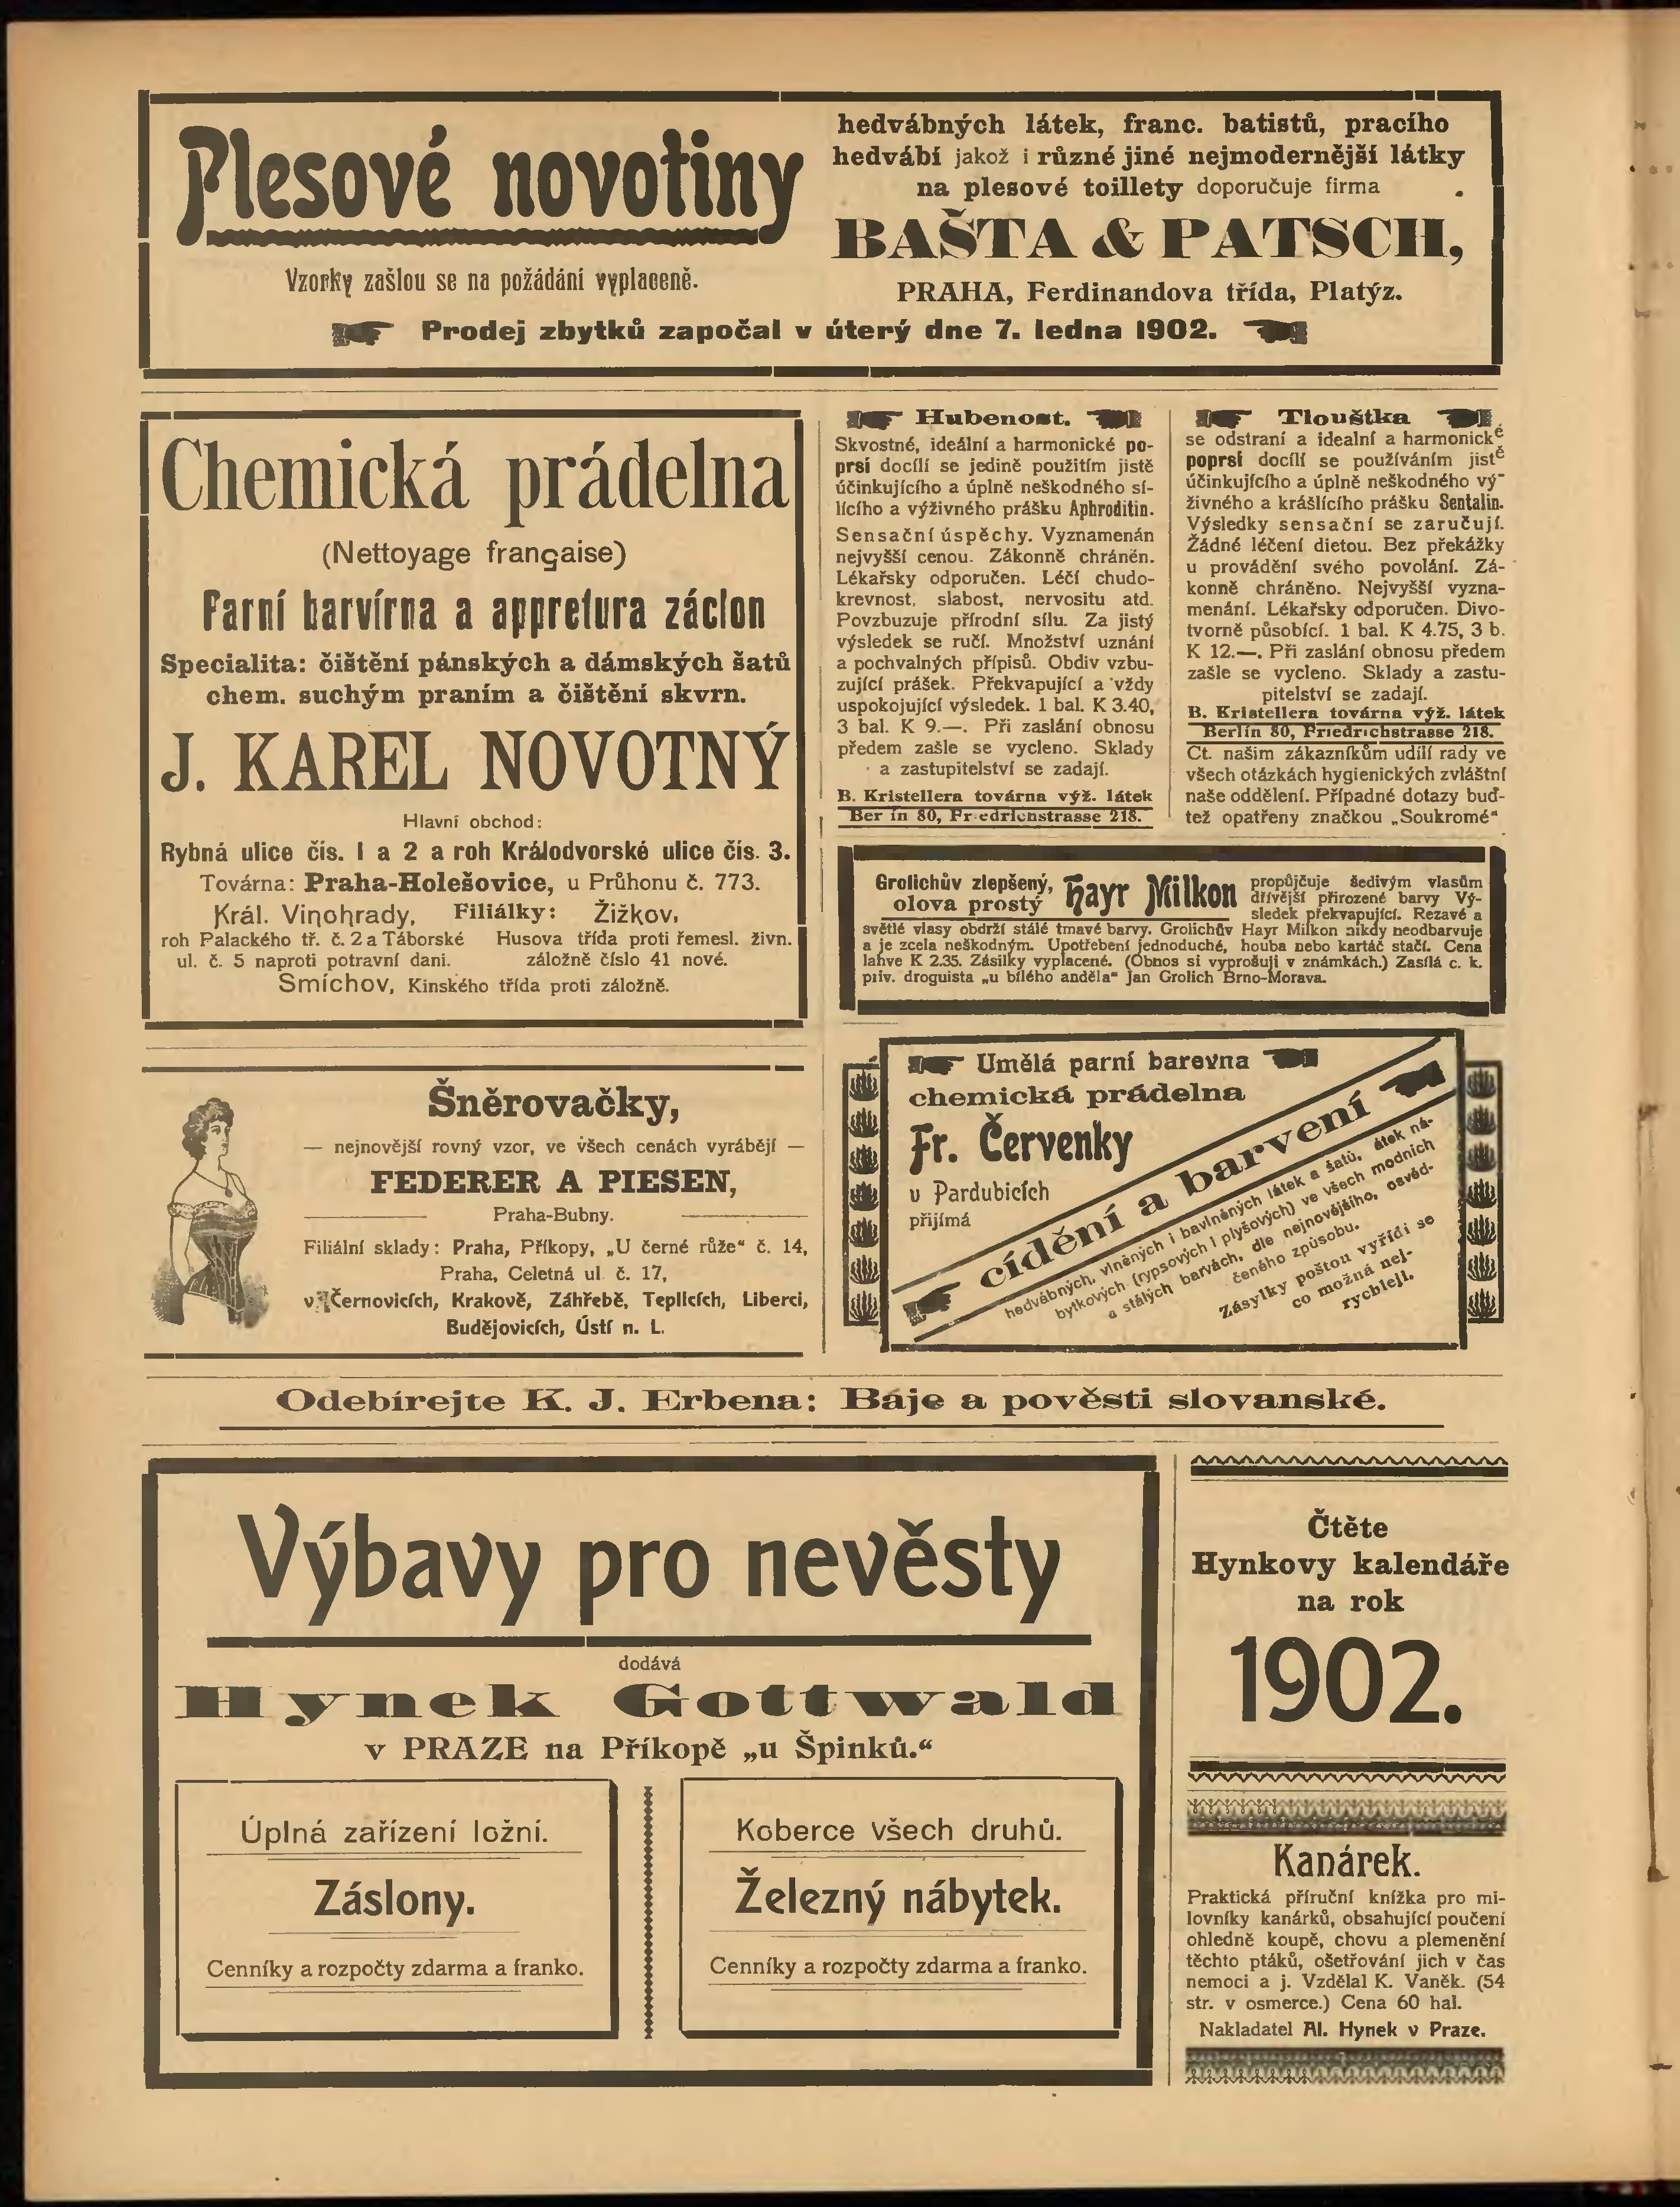 Plesové novotiny
Vzorky zašlou se na požádání vyplaceně.
hedvábných látek, franc. batistů, pracího
hedvábí jakož i různé jiné nejmodernější látky
na plesové toillety doporučuje firma
BAŠTA & PATSCH,
PRAHA, Ferdinandova třída, Platýz.
Prodej zbytků započal v úterý dne 7. ledna 1902.
Chemická prádelna
(Nettoyage française)
Parní barvírna a appretura záclon
Specialita: čištění pánských a dámských šatů
chem. suchým praním a čištění skvrn.
J. KAREL NOVOTNÝ
Hlavní obchod:
Rybná ulice čís. 1 a 2 a roh Králodvorské ulice čís. 3.
Továrna: Praha-Holešovice, u Průhonu č. 773.
Král. Vinohrady, Filiálky: Žižkov,
roh Palackého tř. č. 2 a Táborské Husova třída proti řemesl. živn.
ul. č. 5 naproti potravní dani. záložně číslo 41 nové.
Smíchov, Kinského třída proti záložně.
Hubenost.
Skvostné, ideální a harmonické po-
prsí docílí se jedině použitím jistě
účinkujícího a úplně neškodného sí-
lícího a výživného prášku Aphroditin.
Sensační úspěchy. Vyznamenán
nejvyšší cenou. Zákonně chráněn.
Lékařsky odporučen. Léčí chudo-
krevnost, slabost, nervositu atd.
Povzbuzuje přírodní sílu. Za jistý
výsledek se ručí. Množství uznání
a pochvalných přípisů. Obdiv vzbu-
zující prášek. Překvapující a vždy
uspokojující výsledek. 1 bal. K 3.40,
3 bal. K 9.—. Při zaslání obnosu
předem zašle se vycleno. Sklady
a zastupitelství se zadají.
B. Kristellera továrna výž. látek
Berlín 80, Friedrichstrasse 218.
Tlouštka
se odstraní a idealní a harmonické
poprsí docílí se používáním jistě
účinkujícího a úplně neškodného vý-
živného a krášlícího prášku Sentalin.
Výsledky sensační se zaručují.
Žádné léčení dietou. Bez překážky
u provádění svého povolání. Zá-
konně chráněno. Nejvyšší vyzna-
menání. Lékařsky odporučen. Divo-
tvorně působící. 1 bal. K 4.75, 3 b.
K 12.—. Při zaslání obnosu předem
zašle se vycleno. Sklady a zastu-
pitelství se zadají.
B. Kristellera továrna výž. látek
Berlín 80, Friedrichstrasse 218.
Ct. našim zákazníkům udílí rady ve
všech otázkách hygienických zvláštní
naše oddělení. Případné dotazy buď-
tež opatřeny značkou „Soukromé“
Grolichův zlepšený,
olova prostý
Hayr Milkon
propůjčuje šedivým vlasům
dřívější přirozené barvy Vý-
sledek překvapující. Rezavé a
světlé vlasy obdrží stálé tmavé barvy. Grolichův Hayr Milkon nikdy neodbarvuje
a je zcela neškodným. Upotřebení jednoduché, houba nebo kartáč stačí. Cena
lahve K 2.35. Zásilky vyplacené. (Obnos si vyprošuji v známkách.) Zasílá c. k.
priv. droguista „u bílého anděla“ Jan Grolich Brno-Morava.
Šněrovačky,
— nejnovější rovný vzor, ve všech cenách vyrábějí —
FEDERER A PIESEN,
Praha-Bubny.
Filiální sklady: Praha, Příkopy, „U černé růže“ č. 14,
Praha, Celetná ul. č. 17,
v Černovicích, Krakově, Záhřebě, Teplicích, Liberci,
Budějovicích, Ústí n. L.
Umělá parní barevna
chemická prádelna
Fr. Červenky
u Pardubicích
přijímá
cídění a barvení
hedvábných, vlněných i bavlněných látek a šatů, átek ná-
bytkových (rypsových i plyšových) ve všech modních
a stálých barvách, dle nejnovějšího, osvěd-
čeného způsobu.
Zásylky poštou vyřídí se
co možná nej-
rychleji.
Odebírejte K. J. Erbena: Báje a pověsti slovanské.
Výbavy pro nevěsty
dodává
Hynek Gottwald
v PRAZE na Příkopě „u Špinků.“
Úplná zařízení ložní.
Záslony.
Cenníky a rozpočty zdarma a franko.
Koberce všech druhů.
Železný nábytek.
Cenníky a rozpočty zdarma a franko.
Čtěte
Hynkovy kalendáře
na rok
1902.
Kanárek.
Praktická příruční knížka pro mi-
lovníky kanárků, obsahující poučení
ohledně koupě, chovu a plemenění
těchto ptáků, ošetřování jich v čas
nemoci a j. Vzdělal K. Vaněk. (54
str. v osmerce.) Cena 60 hal.
Nakladatel Al. Hynek v Praze.